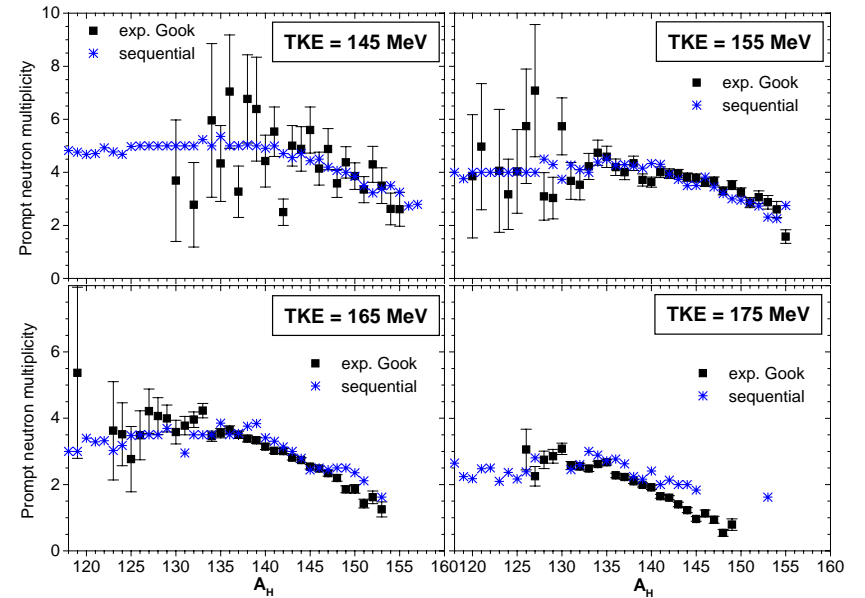 10
8
6
4
2
0
Prompt neutron multiplicity
exp. Gook
sequential
TKE = 145 MeV
TKE = 155 MeV
exp. Gook
sequential
6
4
2
0
Prompt neutron multiplicity
TKE = 165 MeV
exp. Gook
sequential
TKE = 175 MeV
exp. Gook
sequential
120 125 130 135 140 145 150 155 160120 125 130 135 140 145 150 155 160
A_H A_H